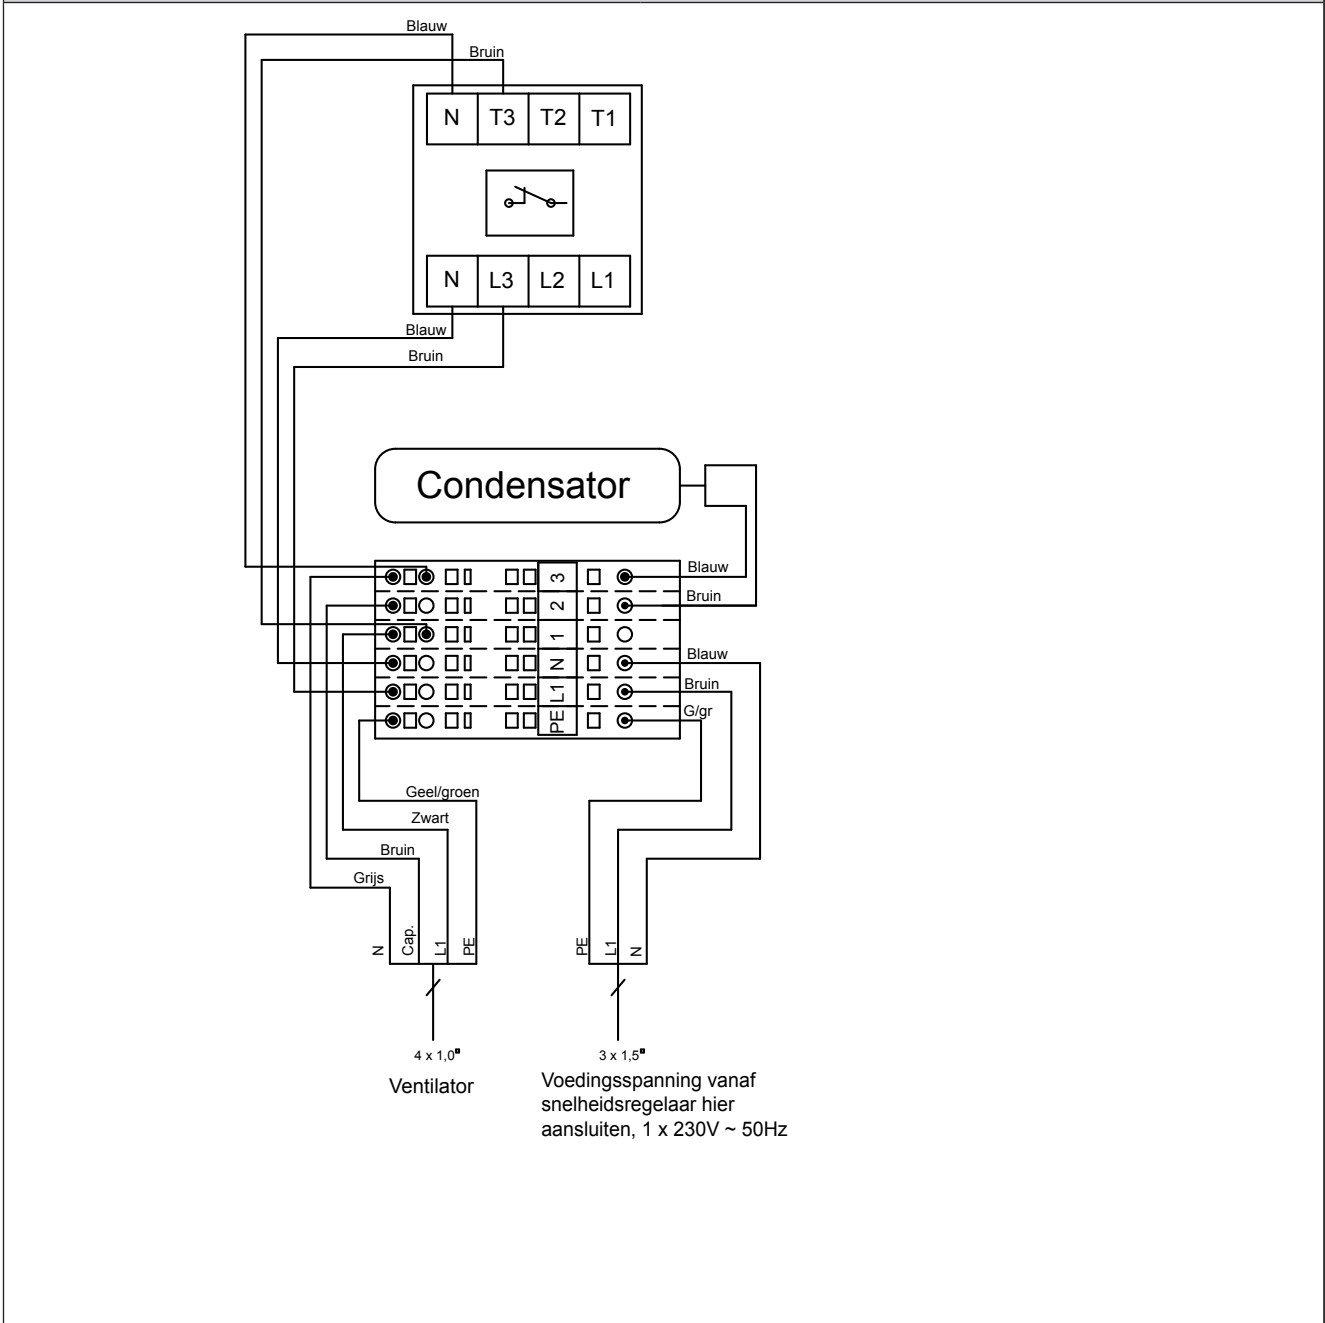 Blauw
Bruin
N T3 T2 T1
N L3 L2 L1
Blauw
Bruin
Condensator
3 Blauw
2 Bruin
1
N Blauw
L1 Bruin
PE G/gr
Geel/groen
Zwart
Bruin
Grijs
N Cap. L1 PE
PE L1 N
4 x 1,0
3 x 1,5
Ventilator
Voedingsspanning vanaf
snelheidsregelaar hier
aansluiten, 1 x 230V ~ 50Hz